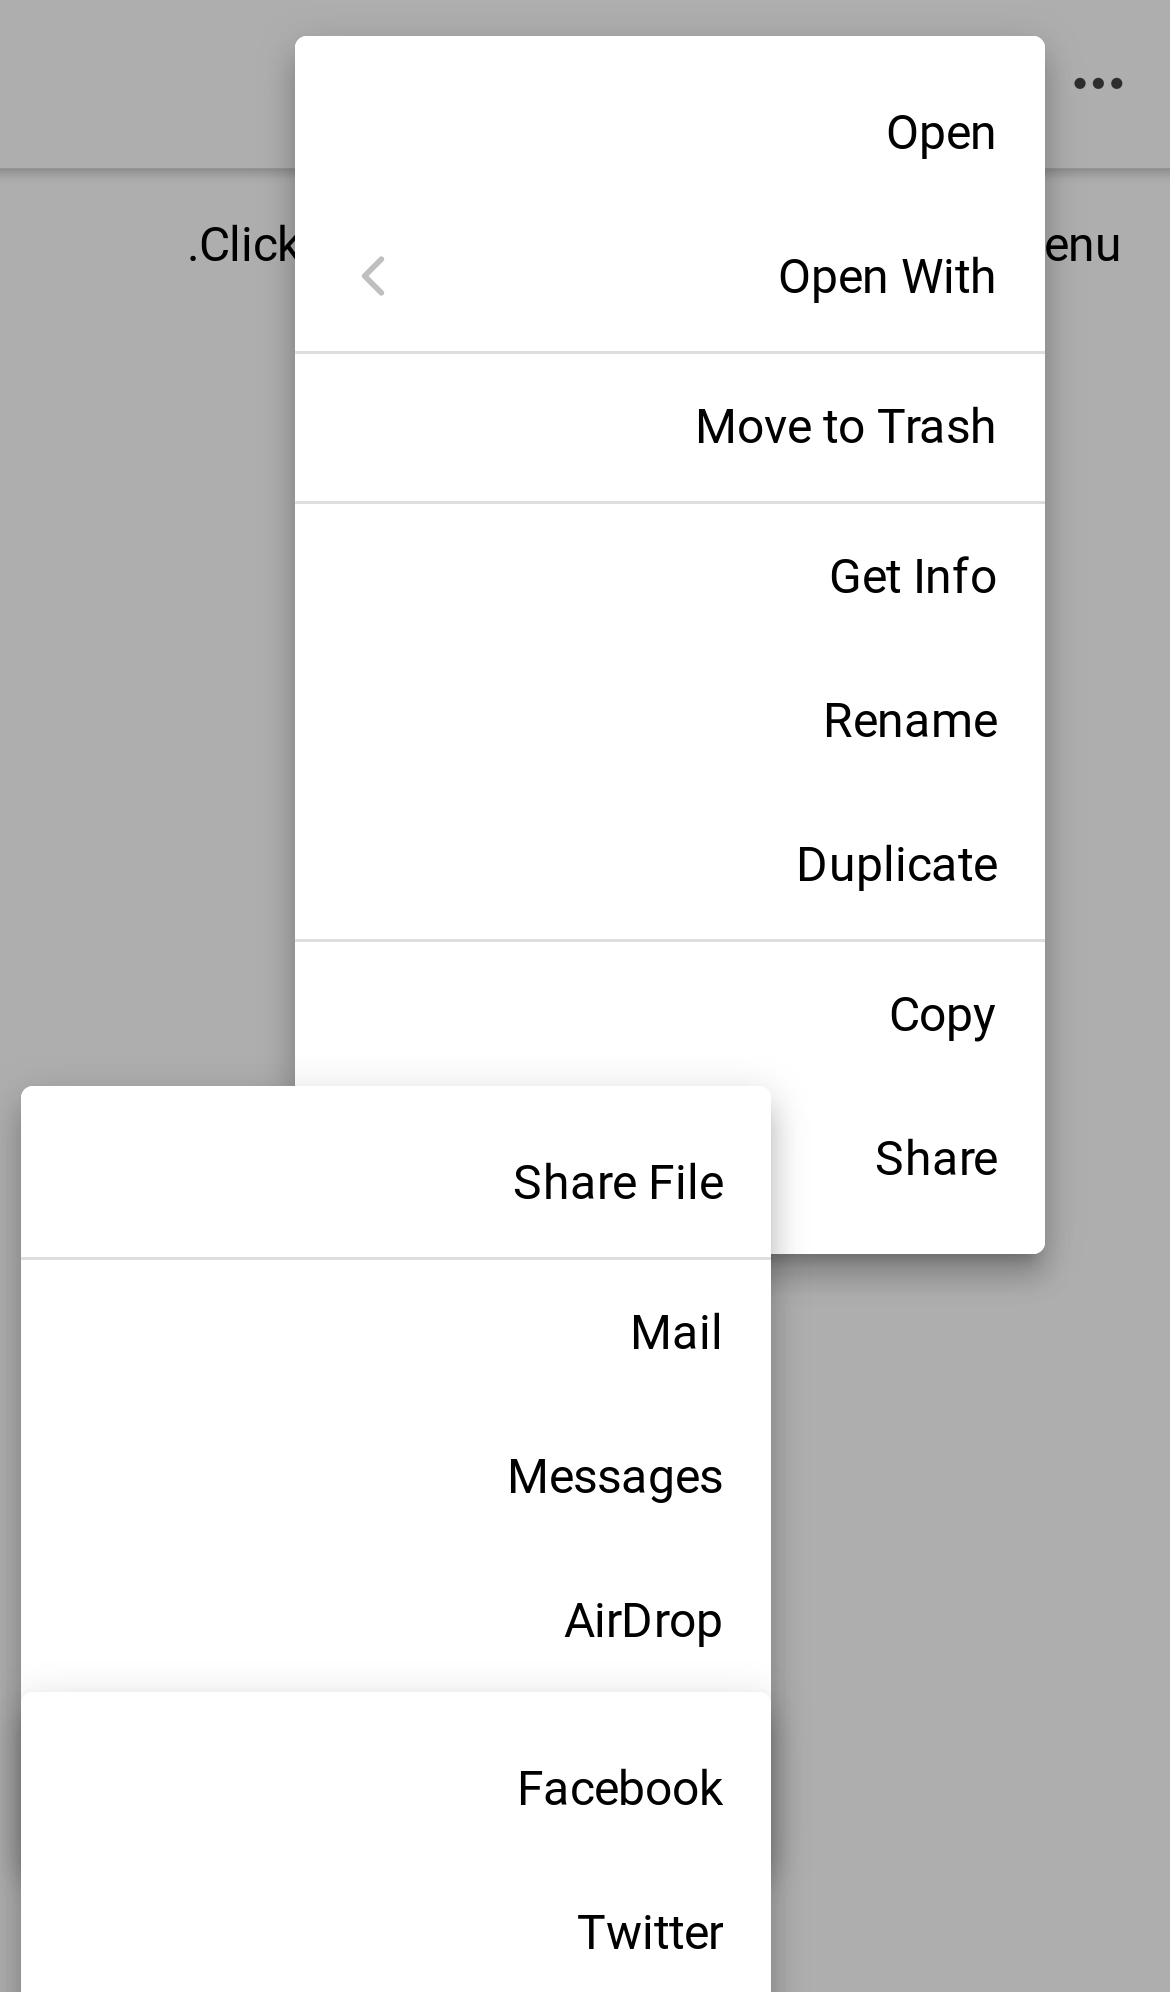 Open
.Click
enu
Open With
Move to Trash
Get Info
Rename
Duplicate
Copy
Share
Share File
Mail
Messages
AirDrop
Facebook
Twitter